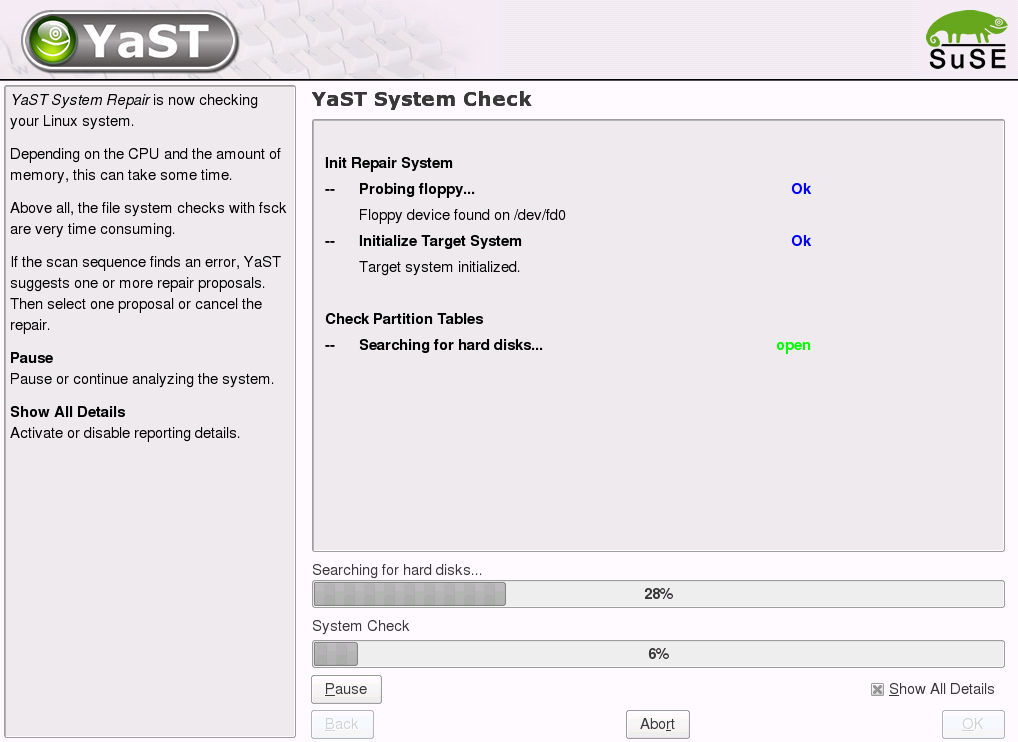 YaST
SuSE
YaST System Repair is now checking
your Linux system.
Depending on the CPU and the amount of
memory, this can take some time.
Above all, the file system checks with fsck
are very time consuming.
If the scan sequence finds an error, YaST
suggests one or more repair proposals.
Then select one proposal or cancel the
repair.
Pause
Pause or continue analyzing the system.
Show All Details
Activate or disable reporting details.
YaST System Check
Init Repair System
-- Probing floppy... Ok
Floppy device found on /dev/fd0
-- Initialize Target System Ok
Target system initialized.
Check Partition Tables
-- Searching for hard disks... open
Searching for hard disks...
28%
System Check
6%
Pause
Show All Details
Back
Abort
OK